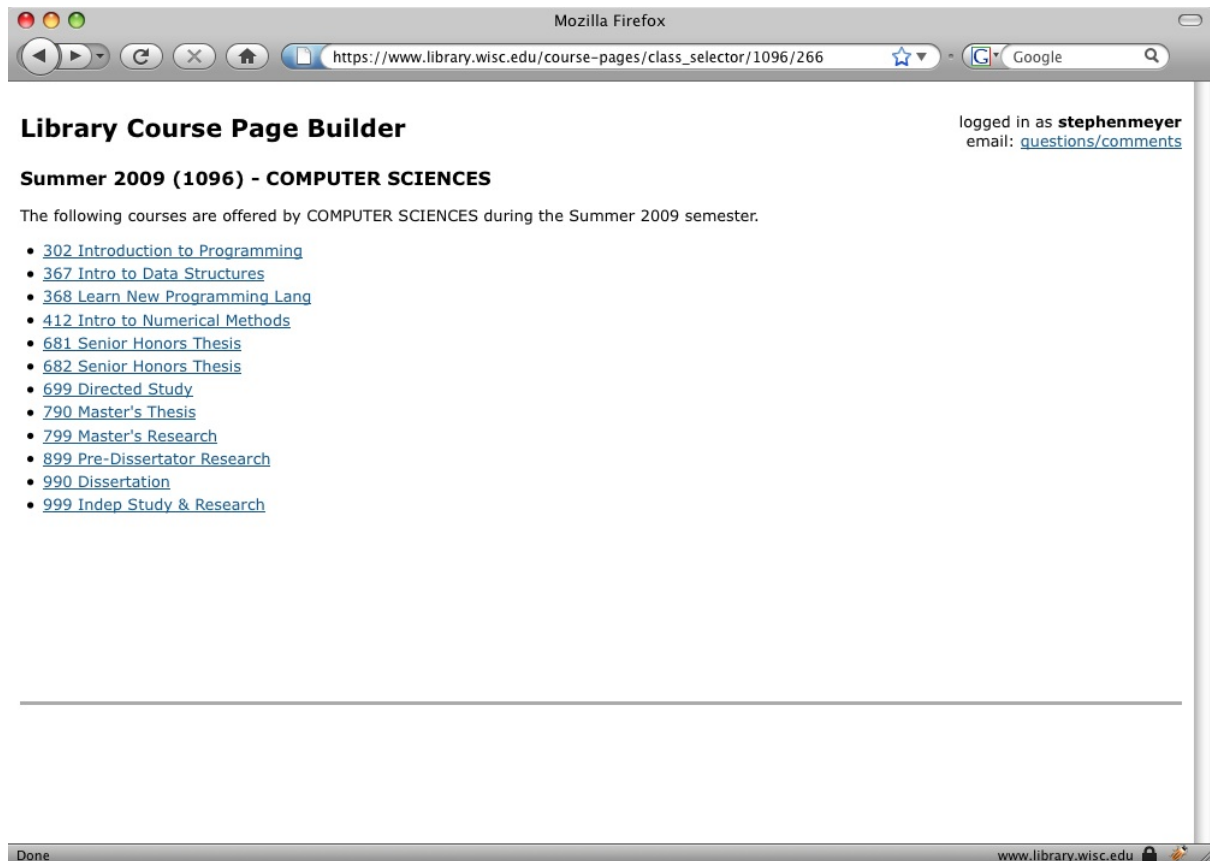 Mozilla Firefox
https://www.library.wisc.edu/course-pages/class_selector/1096/266
G Google
Library Course Page Builder
logged in as stephenmeyer
email: questions/comments
Summer 2009 (1096) - COMPUTER SCIENCES
The following courses are offered by COMPUTER SCIENCES during the Summer 2009 semester.
• 302 Introduction to Programming
• 367 Intro to Data Structures
• 368 Learn New Programming Lang
• 412 Intro to Numerical Methods
• 681 Senior Honors Thesis
• 682 Senior Honors Thesis
• 699 Directed Study
• 790 Master's Thesis
• 799 Master's Research
• 899 Pre-Dissertator Research
• 990 Dissertation
• 999 Indep Study & Research
Done
www.library.wisc.edu